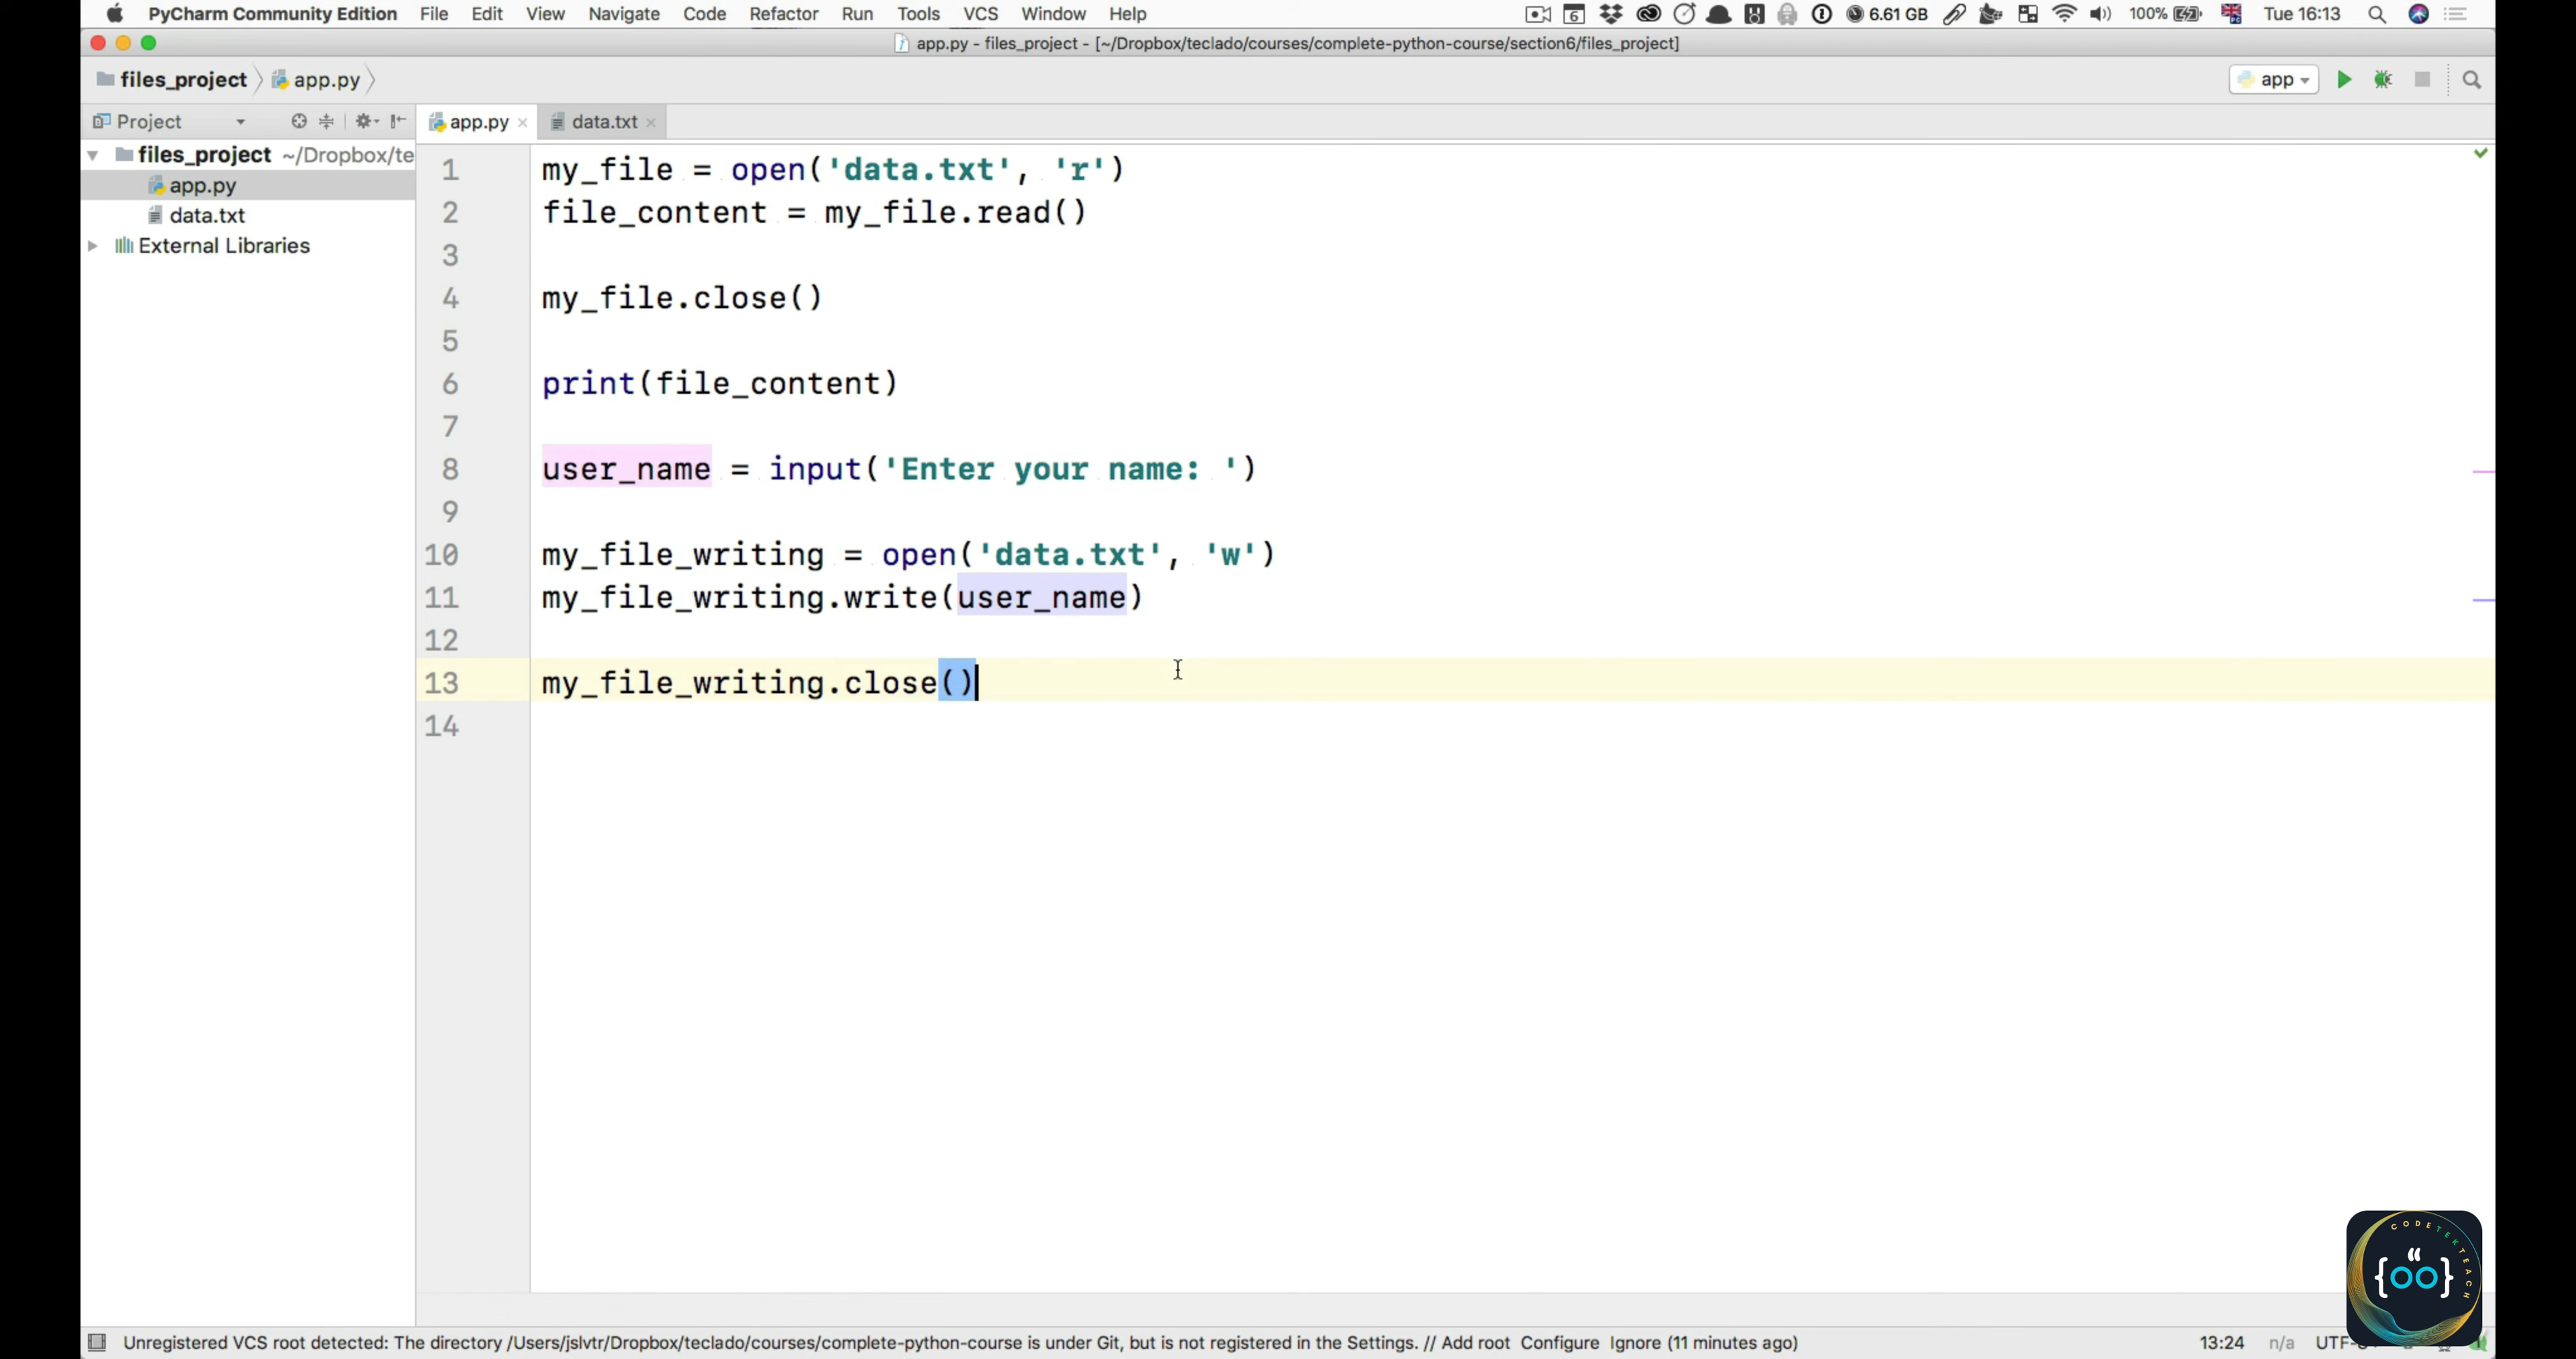 PyCharm Community Edition File Edit View Navigate Code Refactor Run Tools VCS Window Help 6 6.61 GB 100% Tue 16:13
app.py - files_project - [~/Dropbox/teclado/courses/complete-python-course/section6/files_project]
files_project app.py app
Project app.py data.txt
files_project ~/Dropbox/te
app.py
data.txt
External Libraries
1 my_file = open('data.txt', 'r')
2 file_content = my_file.read()
3
4 my_file.close()
5
6 print(file_content)
7
8 user_name = input('Enter your name: ')
9
10 my_file_writing = open('data.txt', 'w')
11 my_file_writing.write(user_name)
12
13 my_file_writing.close()
14
CODETEKTEACH
{oo}
Unregistered VCS root detected: The directory /Users/jslvtr/Dropbox/teclado/courses/complete-python-course is under Git, but is not registered in the Settings. // Add root Configure Ignore (11 minutes ago) 13:24 n/a